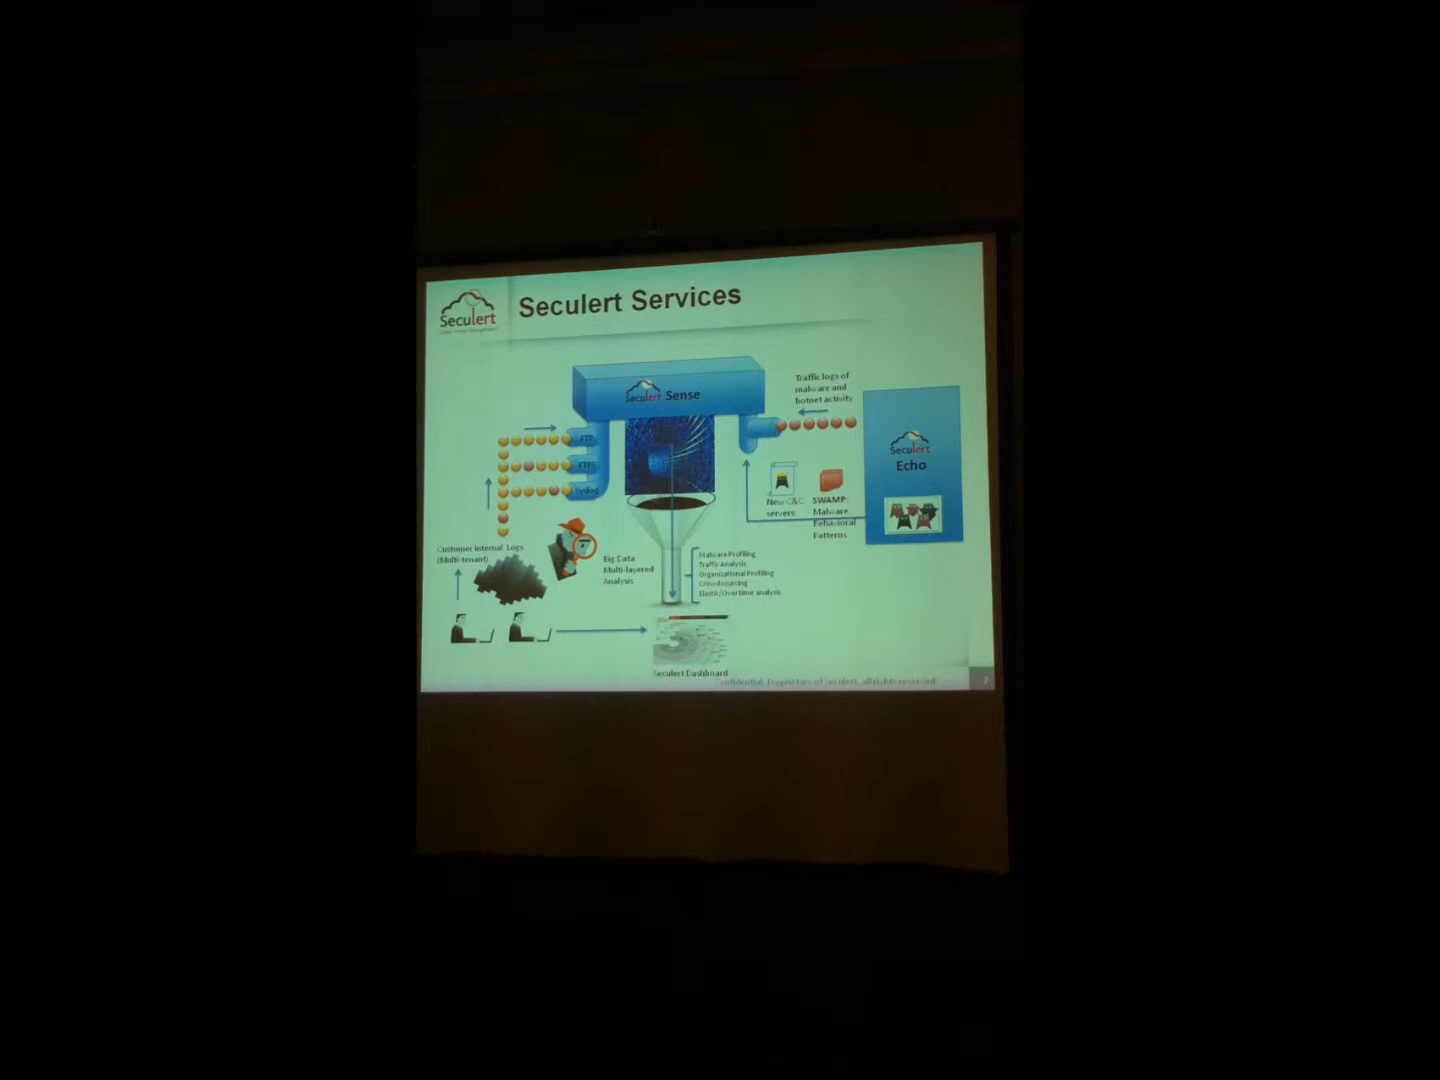 Seculert
Seculert Services
Seculert Sense
Traffic logs of
malware and
botnet activity
FTP
FTPS
Syslog
Seculert
Echo
New C&C
servers
SWAMP:
Malware
Behavioral
Patterns
Customer Internal Logs
(Multi-tenant)
Big Data
Multi-layered
Analysis
Malware Profiling
Traffic Analysis
Organizational Profiling
Crowdsourcing
Elastic/Overtime analysis
Seculert Dashboard
onfidential, Proprietary of Seculert, all rights reserved
7